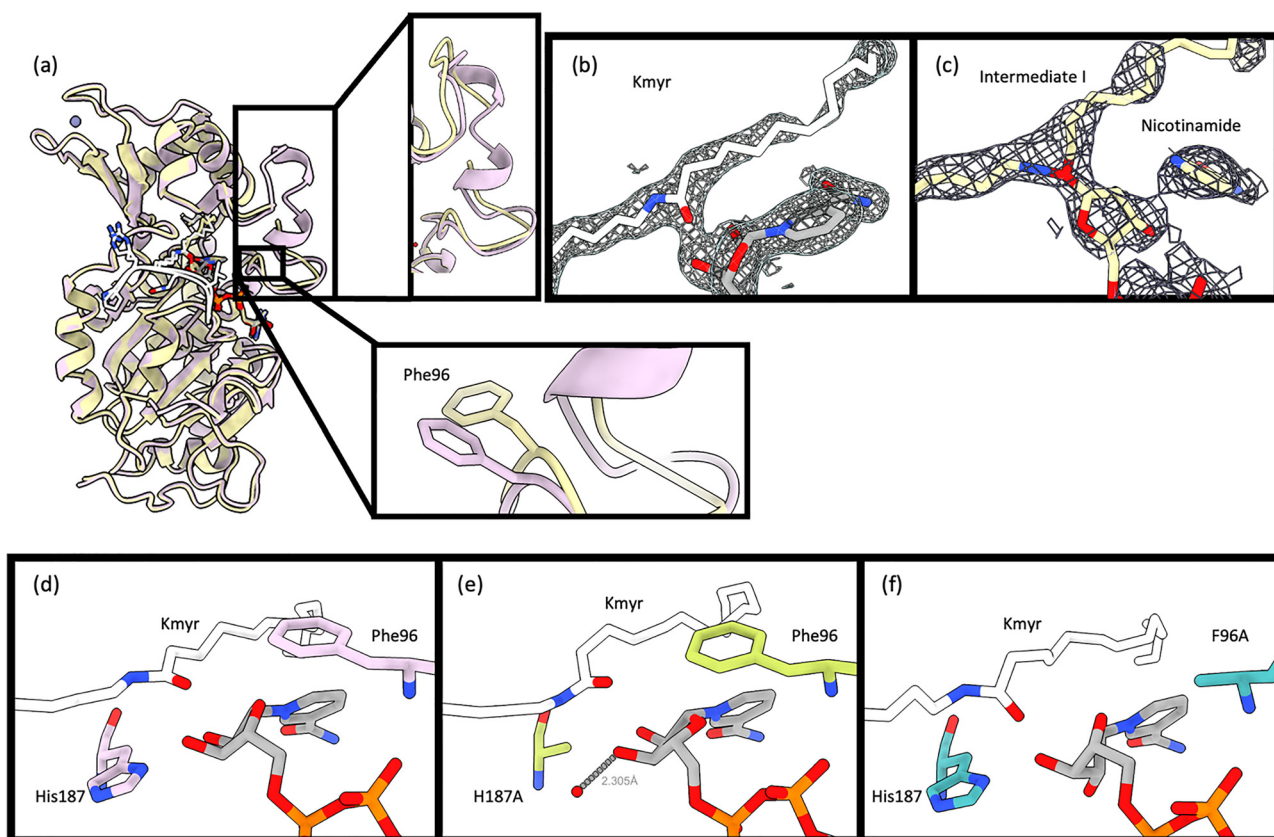 (a)
(b)
Kmyr
(c)
Intermediate I
Nicotinamide
Phe96
(d)
Kmyr
Phe96
His187
(e)
Kmyr
Phe96
H187A
2.305Å
(f)
Kmyr
F96A
His187